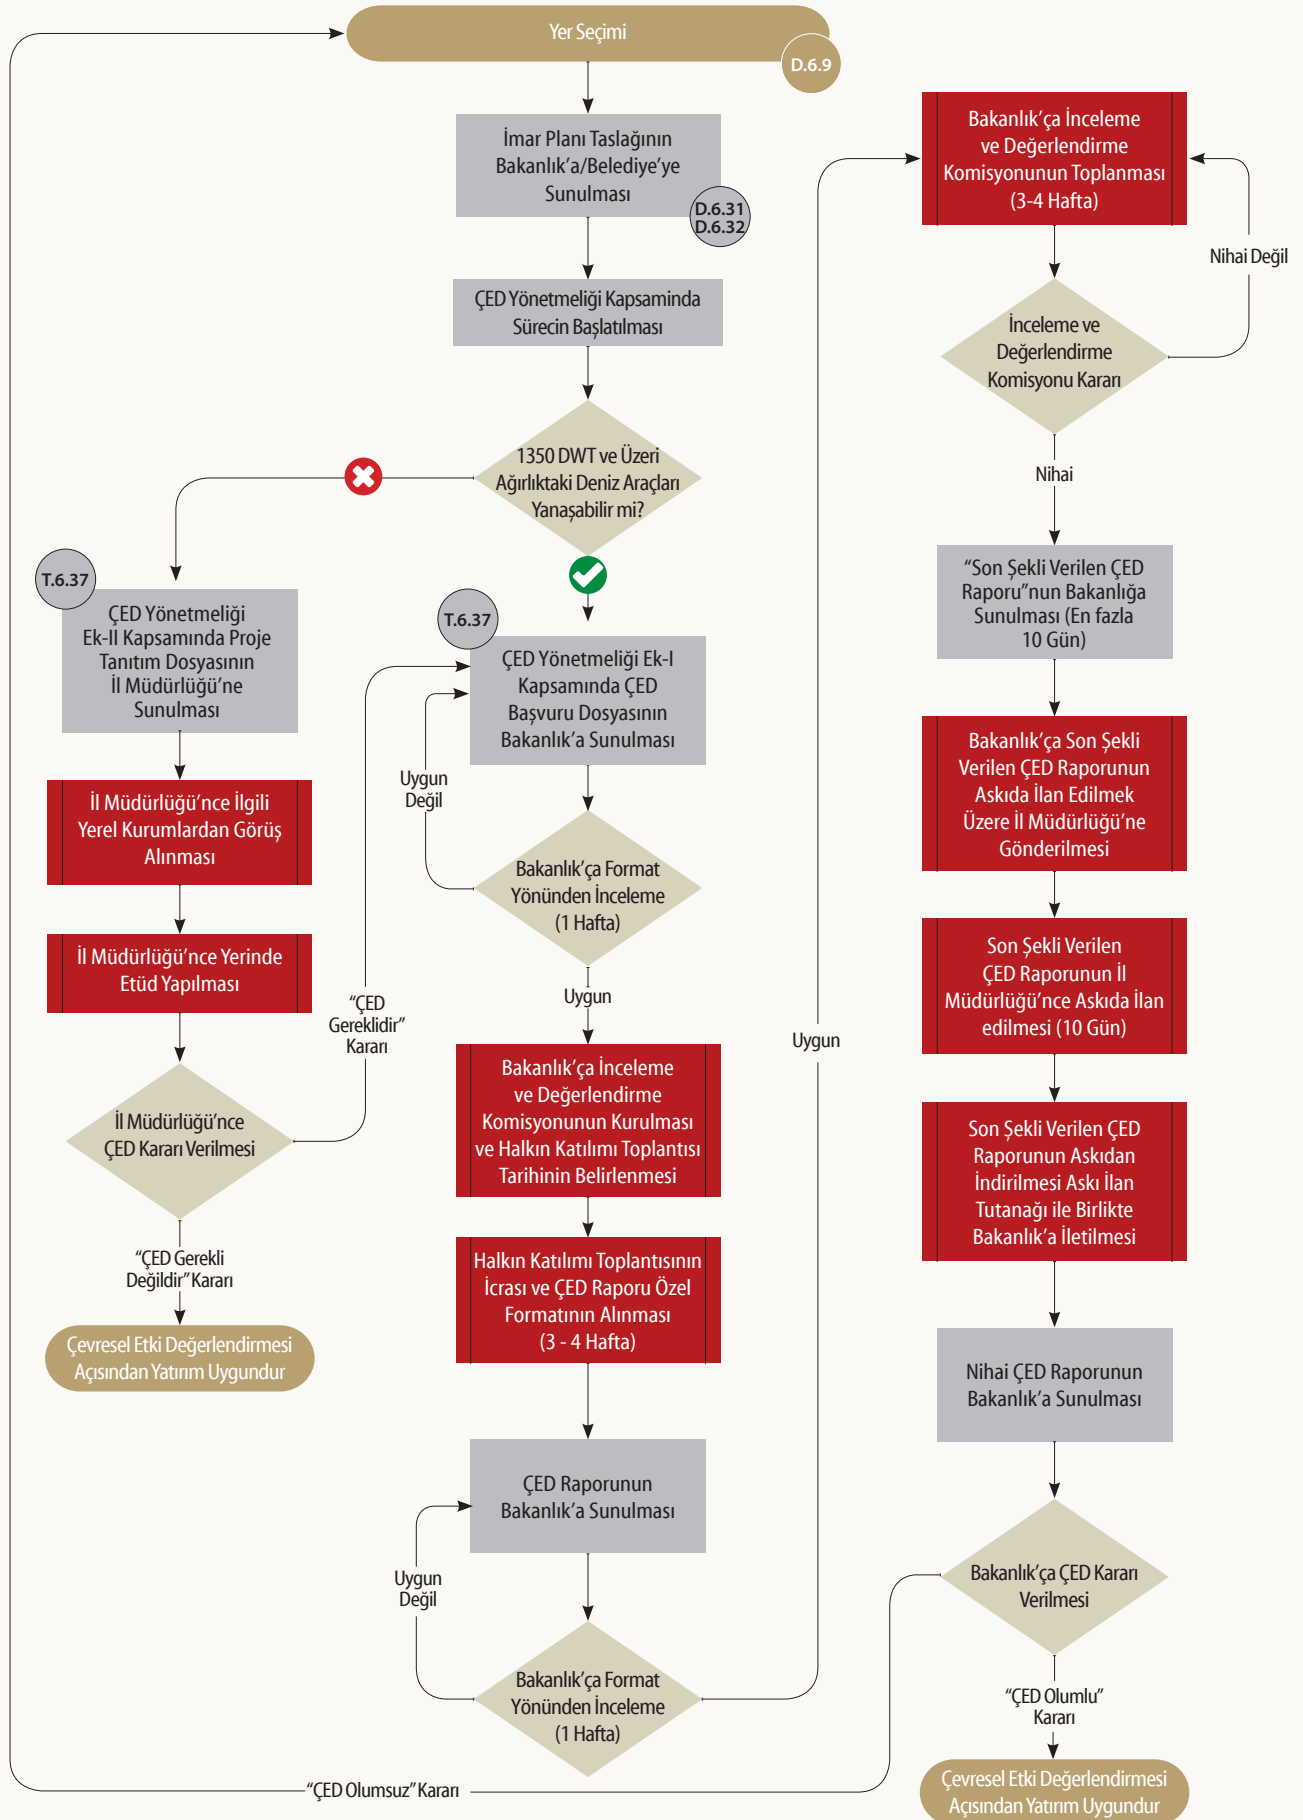 Yer Seçimi
D.6.9
İmar Planı Taslağının
Bakanlık'a/Belediye'ye
Sunulması
D.6.31
D.6.32
ÇED Yönetmeliği Kapsaminda
Sürecin Başlatılması
1350 DWT ve Üzeri
Ağırlıktaki Deniz Araçları
Yanaşabilir mi?
T.6.37
ÇED Yönetmeliği
Ek-II Kapsamında Proje
Tanıtım Dosyasının
İl Müdürlüğü'ne
Sunulması
İl Müdürlüğü'nce İlgili
Yerel Kurumlardan Görüş
Alınması
İl Müdürlüğü'nce Yerinde
Etüd Yapılması
İl Müdürlüğü'nce
ÇED Kararı Verilmesi
"ÇED
Gereklidir"
Kararı
"ÇED Gerekli
Değildir" Kararı
Çevresel Etki Değerlendirmesi
Açısından Yatırım Uygundur
T.6.37
ÇED Yönetmeliği Ek-I
Kapsamında ÇED
Başvuru Dosyasının
Bakanlık'a Sunulması
Uygun
Değil
Bakanlık'ça Format
Yönünden İnceleme
(1 Hafta)
Uygun
Bakanlık'ça İnceleme
ve Değerlendirme
Komisyonunun Kurulması
ve Halkın Katılımı Toplantısı
Tarihinin Belirlenmesi
Halkın Katılımı Toplantısının
İcrası ve ÇED Raporu Özel
Formatının Alınması
(3 - 4 Hafta)
ÇED Raporunun
Bakanlık'a Sunulması
Uygun
Değil
Bakanlık'ça Format
Yönünden İnceleme
(1 Hafta)
Uygun
Bakanlık'ça İnceleme
ve Değerlendirme
Komisyonunun Toplanması
(3-4 Hafta)
Nihai Değil
İnceleme ve
Değerlendirme
Komisyonu Kararı
Nihai
"Son Şekli Verilen ÇED
Raporu"nun Bakanlığa
Sunulması (En fazla
10 Gün)
Bakanlık'ça Son Şekli
Verilen ÇED Raporunun
Askıda İlan Edilmek
Üzere İl Müdürlüğü'ne
Gönderilmesi
Son Şekli Verilen
ÇED Raporunun İl
Müdürlüğü'nce Askıda İlan
edilmesi (10 Gün)
Son Şekli Verilen ÇED
Raporunun Askıdan
İndirilmesi Askı İlan
Tutanağı ile Birlikte
Bakanlık'a İletilmesi
Nihai ÇED Raporunun
Bakanlık'a Sunulması
Bakanlık'ça ÇED Kararı
Verilmesi
"ÇED Olumlu"
Kararı
"ÇED Olumsuz" Kararı
Çevresel Etki Değerlendirmesi
Açısından Yatırım Uygundur